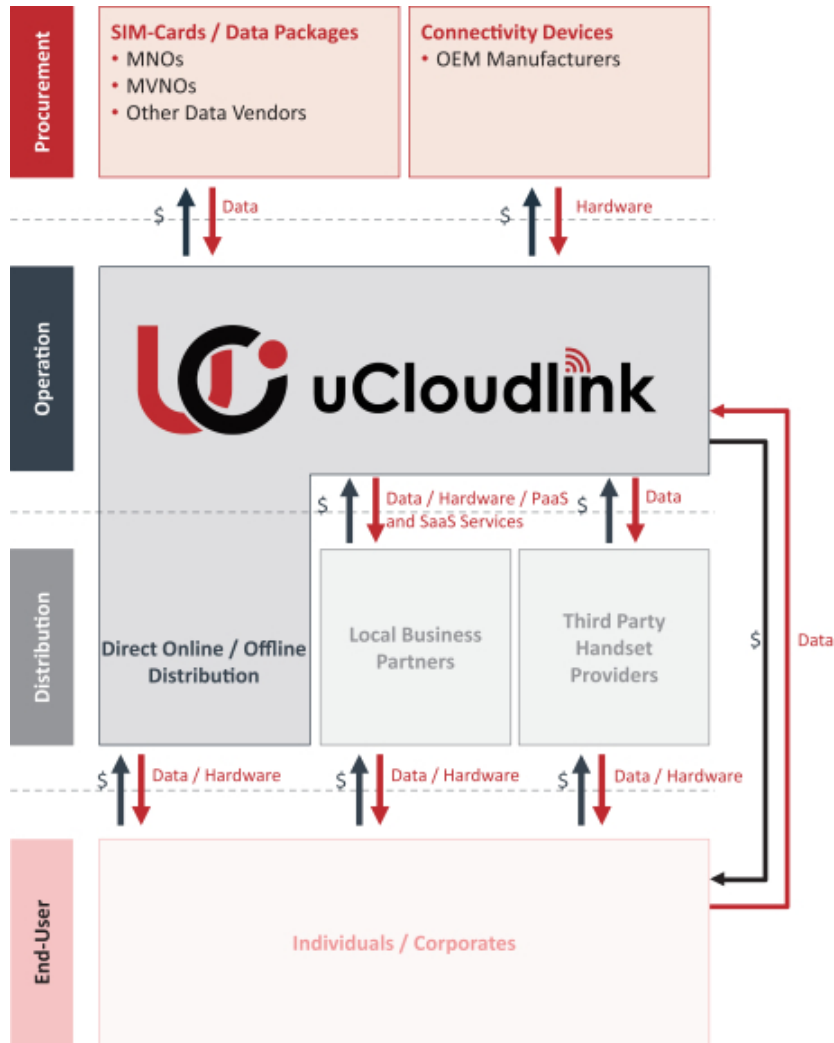 Procurement
SIM-Cards / Data Packages
• MNOs
• MVNOs
• Other Data Vendors
Connectivity Devices
• OEM Manufacturers
$
Data
$
Hardware
Operation
uCloudlink
$
Data / Hardware / PaaS
and SaaS Services
$
Data
Distribution
Direct Online / Offline
Distribution
Local Business
Partners
Third Party
Handset
Providers
$
Data
$
Data / Hardware
$
Data / Hardware
$
Data / Hardware
End-User
Individuals / Corporates